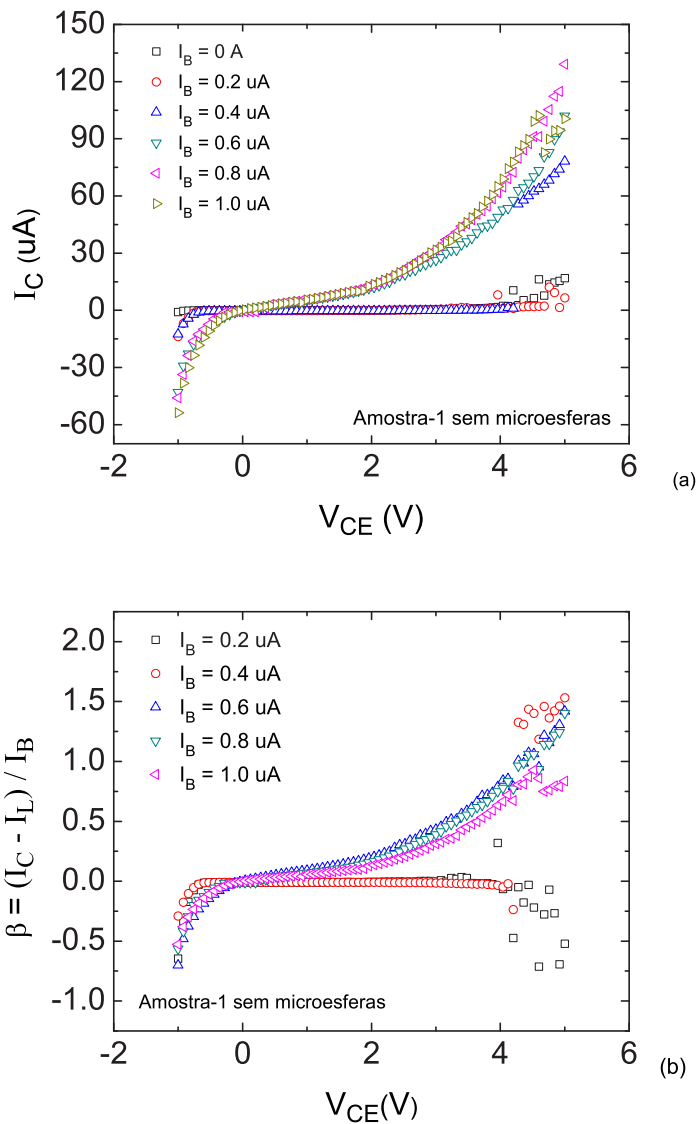 150
120
90
60
30
0
-30
-60
I_C (uA)
I_B = 0 A
I_B = 0.2 uA
I_B = 0.4 uA
I_B = 0.6 uA
I_B = 0.8 uA
I_B = 1.0 uA
Amostra-1 sem microesferas
-2 0 2 4 6
V_CE (V)
(a)
2.0
1.5
1.0
0.5
0.0
-0.5
-1.0
β = (I_C - I_L) / I_B
I_B = 0.2 uA
I_B = 0.4 uA
I_B = 0.6 uA
I_B = 0.8 uA
I_B = 1.0 uA
Amostra-1 sem microesferas
-2 0 2 4 6
V_CE(V)
(b)